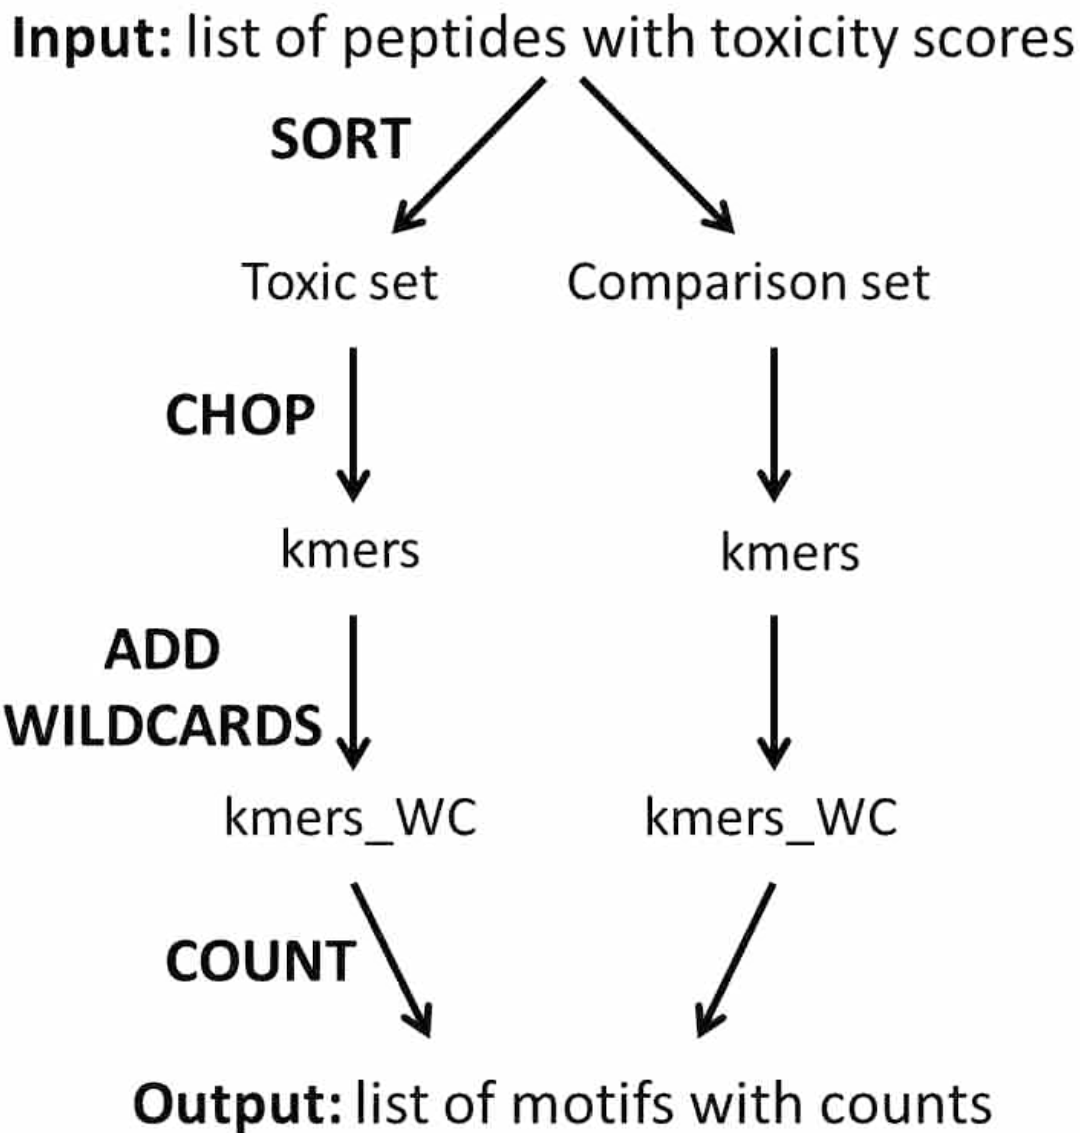 Input: list of peptides with toxicity scores
SORT
Toxic set
Comparison set
CHOP
kmers
kmers
ADD
WILDCARDS
kmers_WC
kmers_WC
COUNT
Output: list of motifs with counts